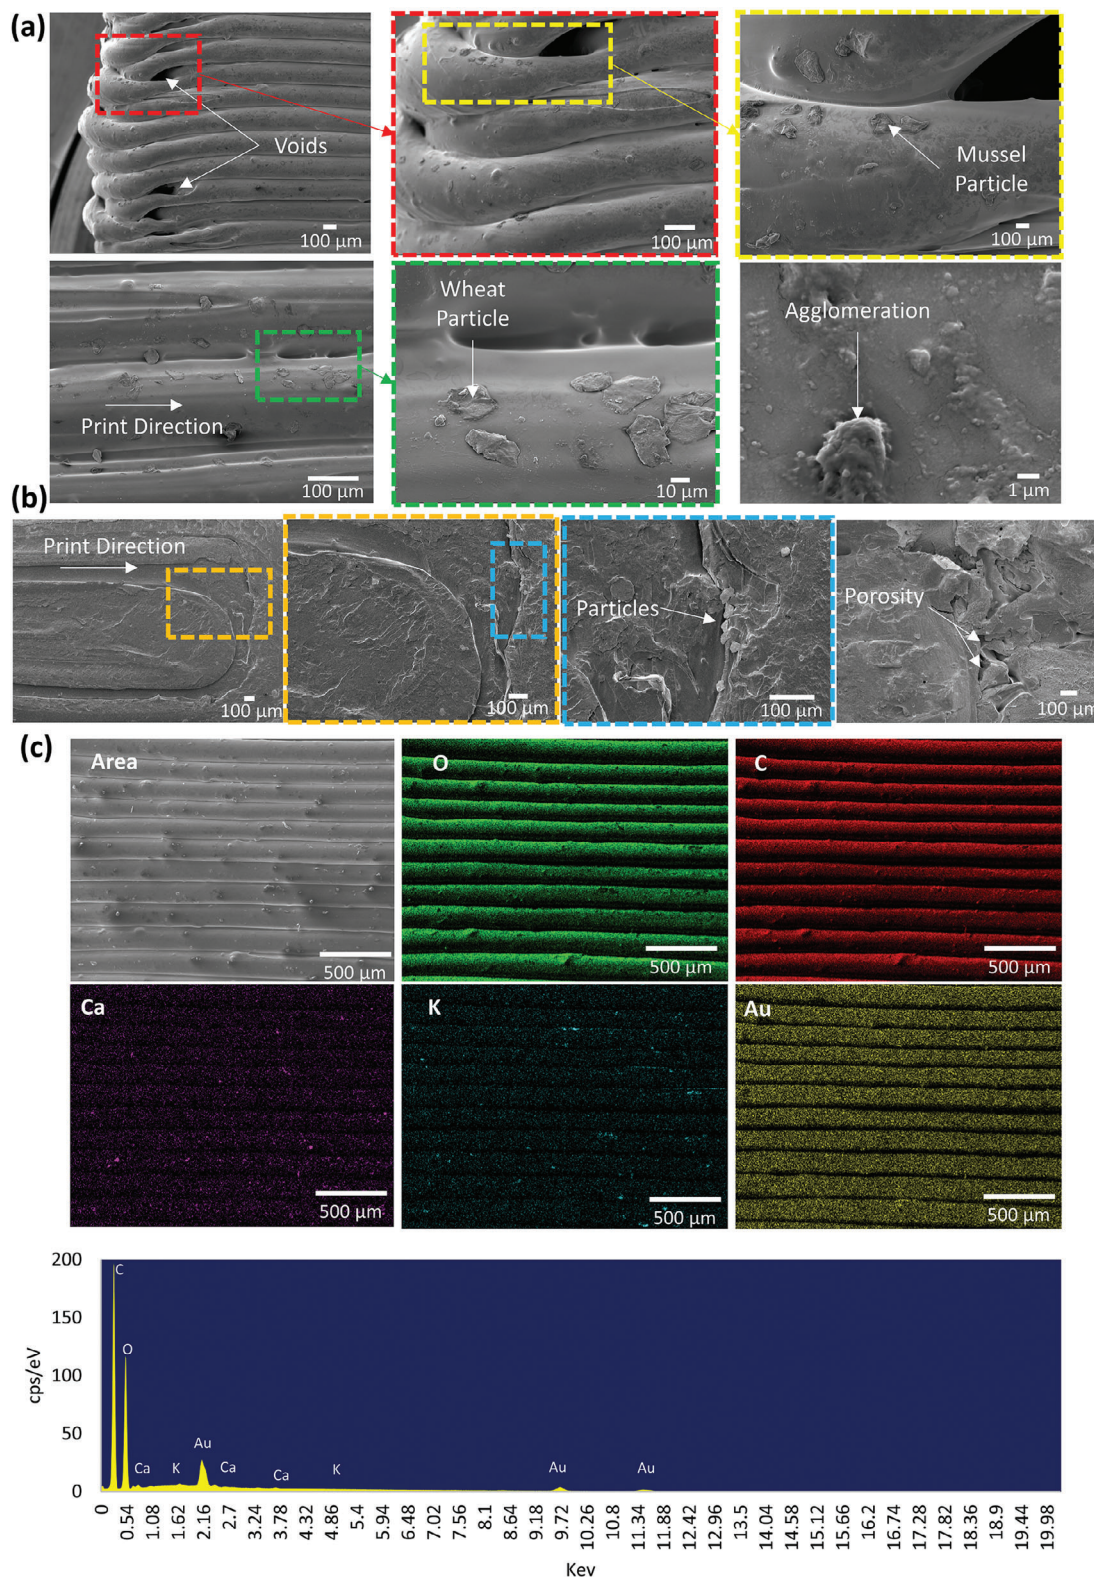 (a)
Voids
100 µm
100 µm
Mussel
Particle
100 µm
Print Direction
100 µm
Wheat
Particle
10 µm
Agglomeration
1 µm
(b)
Print Direction
100 µm
100 µm
Particles
100 µm
Porosity
100 µm
(c)
Area
500 µm
O
500 µm
C
500 µm
Ca
500 µm
K
500 µm
Au
500 µm
200
150
100
50
0
cps/eV
C
O
Ca
K
Au
Ca
Ca
K
Au
Au
0 0.54 1.08 1.62 2.16 2.7 3.24 3.78 4.32 4.86 5.4 5.94 6.48 7.02 7.56 8.1 8.64 9.18 9.72 10.26 10.8 11.34 11.88 12.42 12.96 13.5 14.04 14.58 15.12 15.66 16.2 16.74 17.28 17.82 18.36 18.9 19.44 19.98
Kev